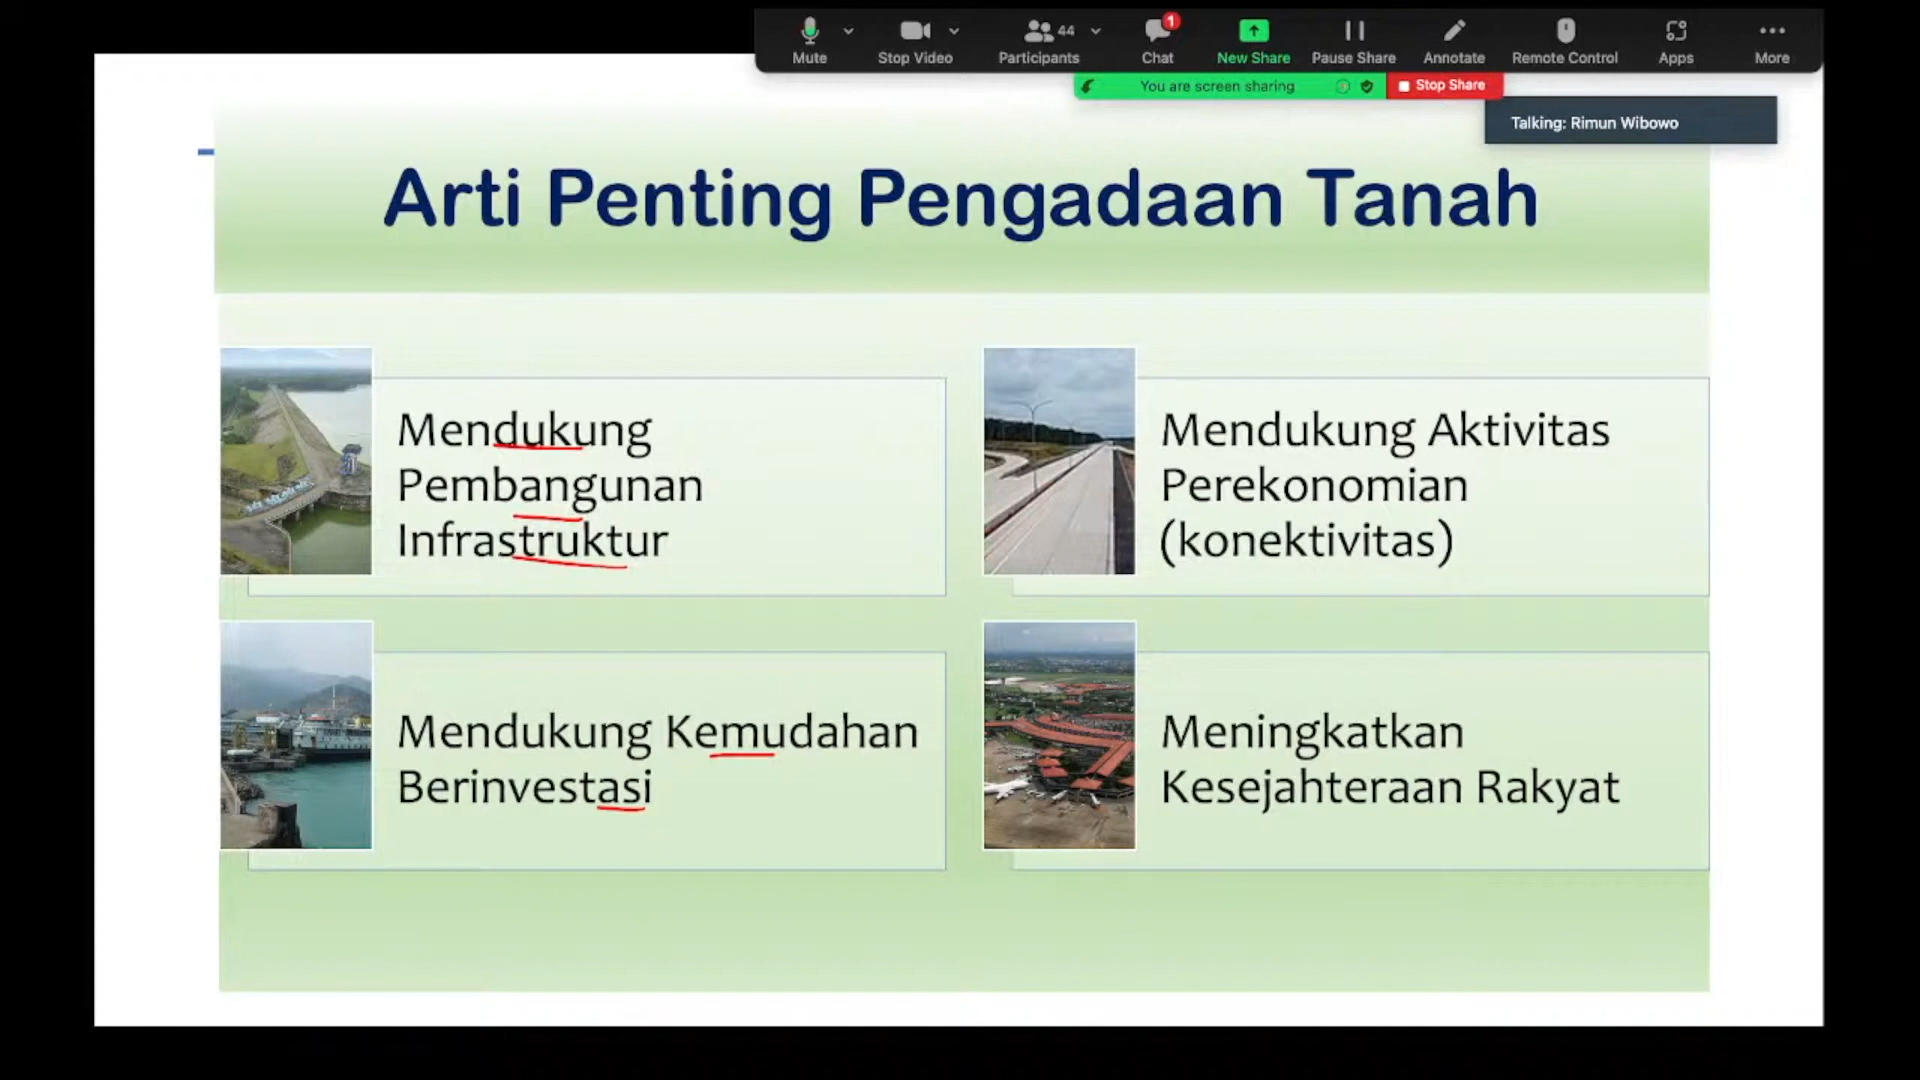 Mute
Stop Video
44
Participants
1
Chat
New Share
Pause Share
Annotate
Remote Control
Apps
More
You are screen sharing
Stop Share
Talking: Rimun Wibowo
Arti Penting Pengadaan Tanah
Mendukung
Pembangunan
Infrastruktur
Mendukung Aktivitas
Perekonomian
(konektivitas)
Mendukung Kemudahan
Berinvestasi
Meningkatkan
Kesejahteraan Rakyat